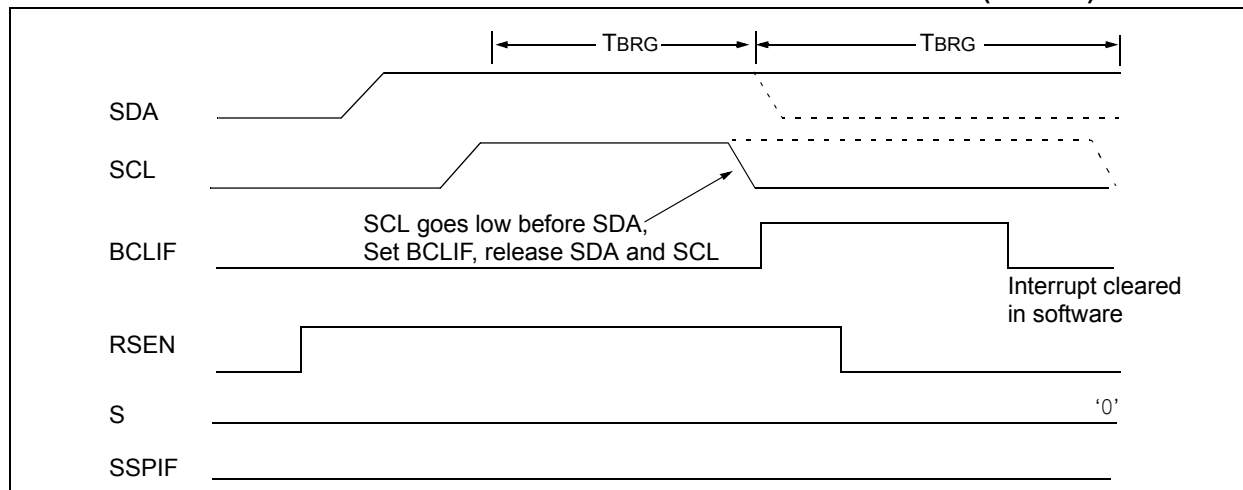 TBRG
TBRG
SDA
SCL
SCL goes low before SDA,
Set BCLIF, release SDA and SCL
BCLIF
Interrupt cleared
in software
RSEN
S
‘0’
SSPIF